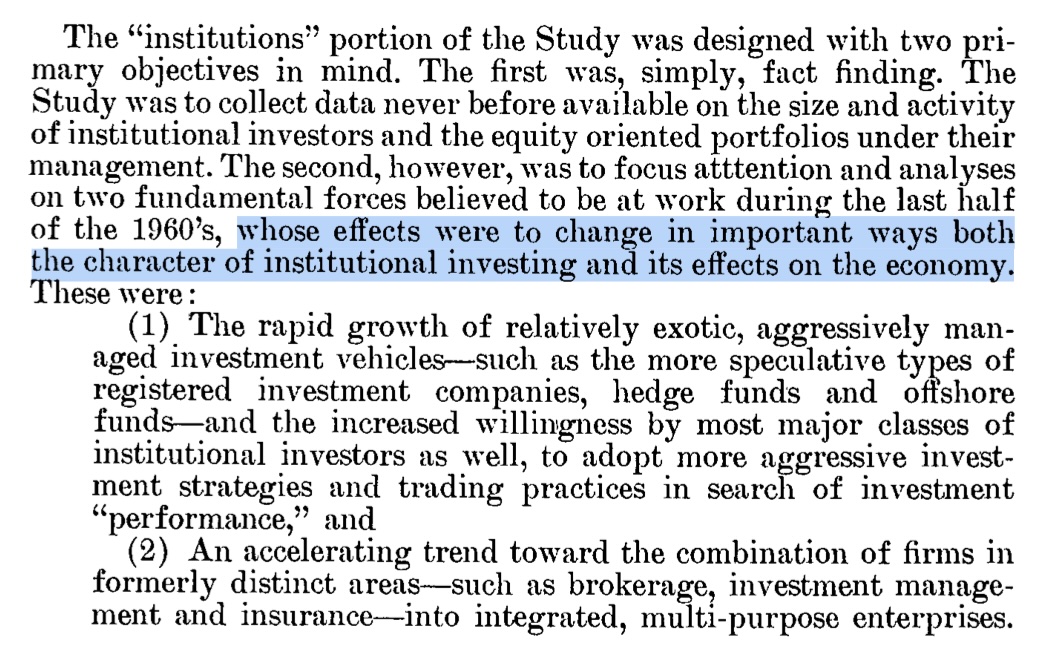 The “institutions” portion of the Study was designed with two pri-
mary objectives in mind. The first was, simply, fact finding. The
Study was to collect data never before available on the size and activity
of institutional investors and the equity oriented portfolios under their
management. The second, however, was to focus atttention and analyses
on two fundamental forces believed to be at work during the last half
of the 1960’s, whose effects were to change in important ways both
the character of institutional investing and its effects on the economy.
These were:
(1) The rapid growth of relatively exotic, aggressively man-
aged investment vehicles—such as the more speculative types of
registered investment companies, hedge funds and offshore
funds—and the increased willingness by most major classes of
institutional investors as well, to adopt more aggressive invest-
ment strategies and trading practices in search of investment
“performance,” and
(2) An accelerating trend toward the combination of firms in
formerly distinct areas—such as brokerage, investment manage-
ment and insurance—into integrated, multi-purpose enterprises.